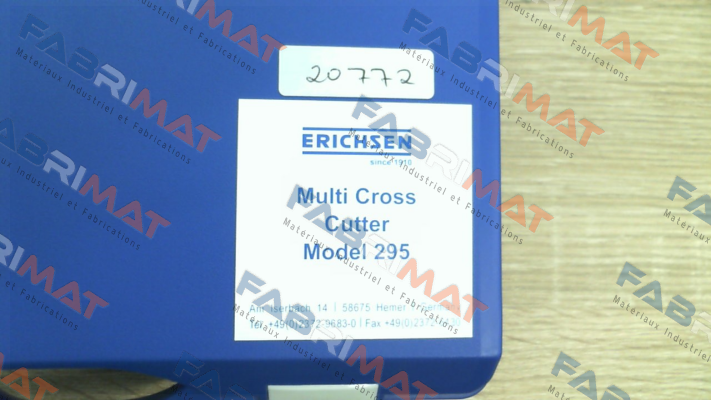 20772
ERICHSEN
since 1910
Multi Cross
Cutter
Model 295
Am Iserbach 14 | 58675 Hemer
Tel. +49(0)2372-9683-0 | Fax +49(0)2372
FABRIMAT
Matériaux Industriel et Fabrications